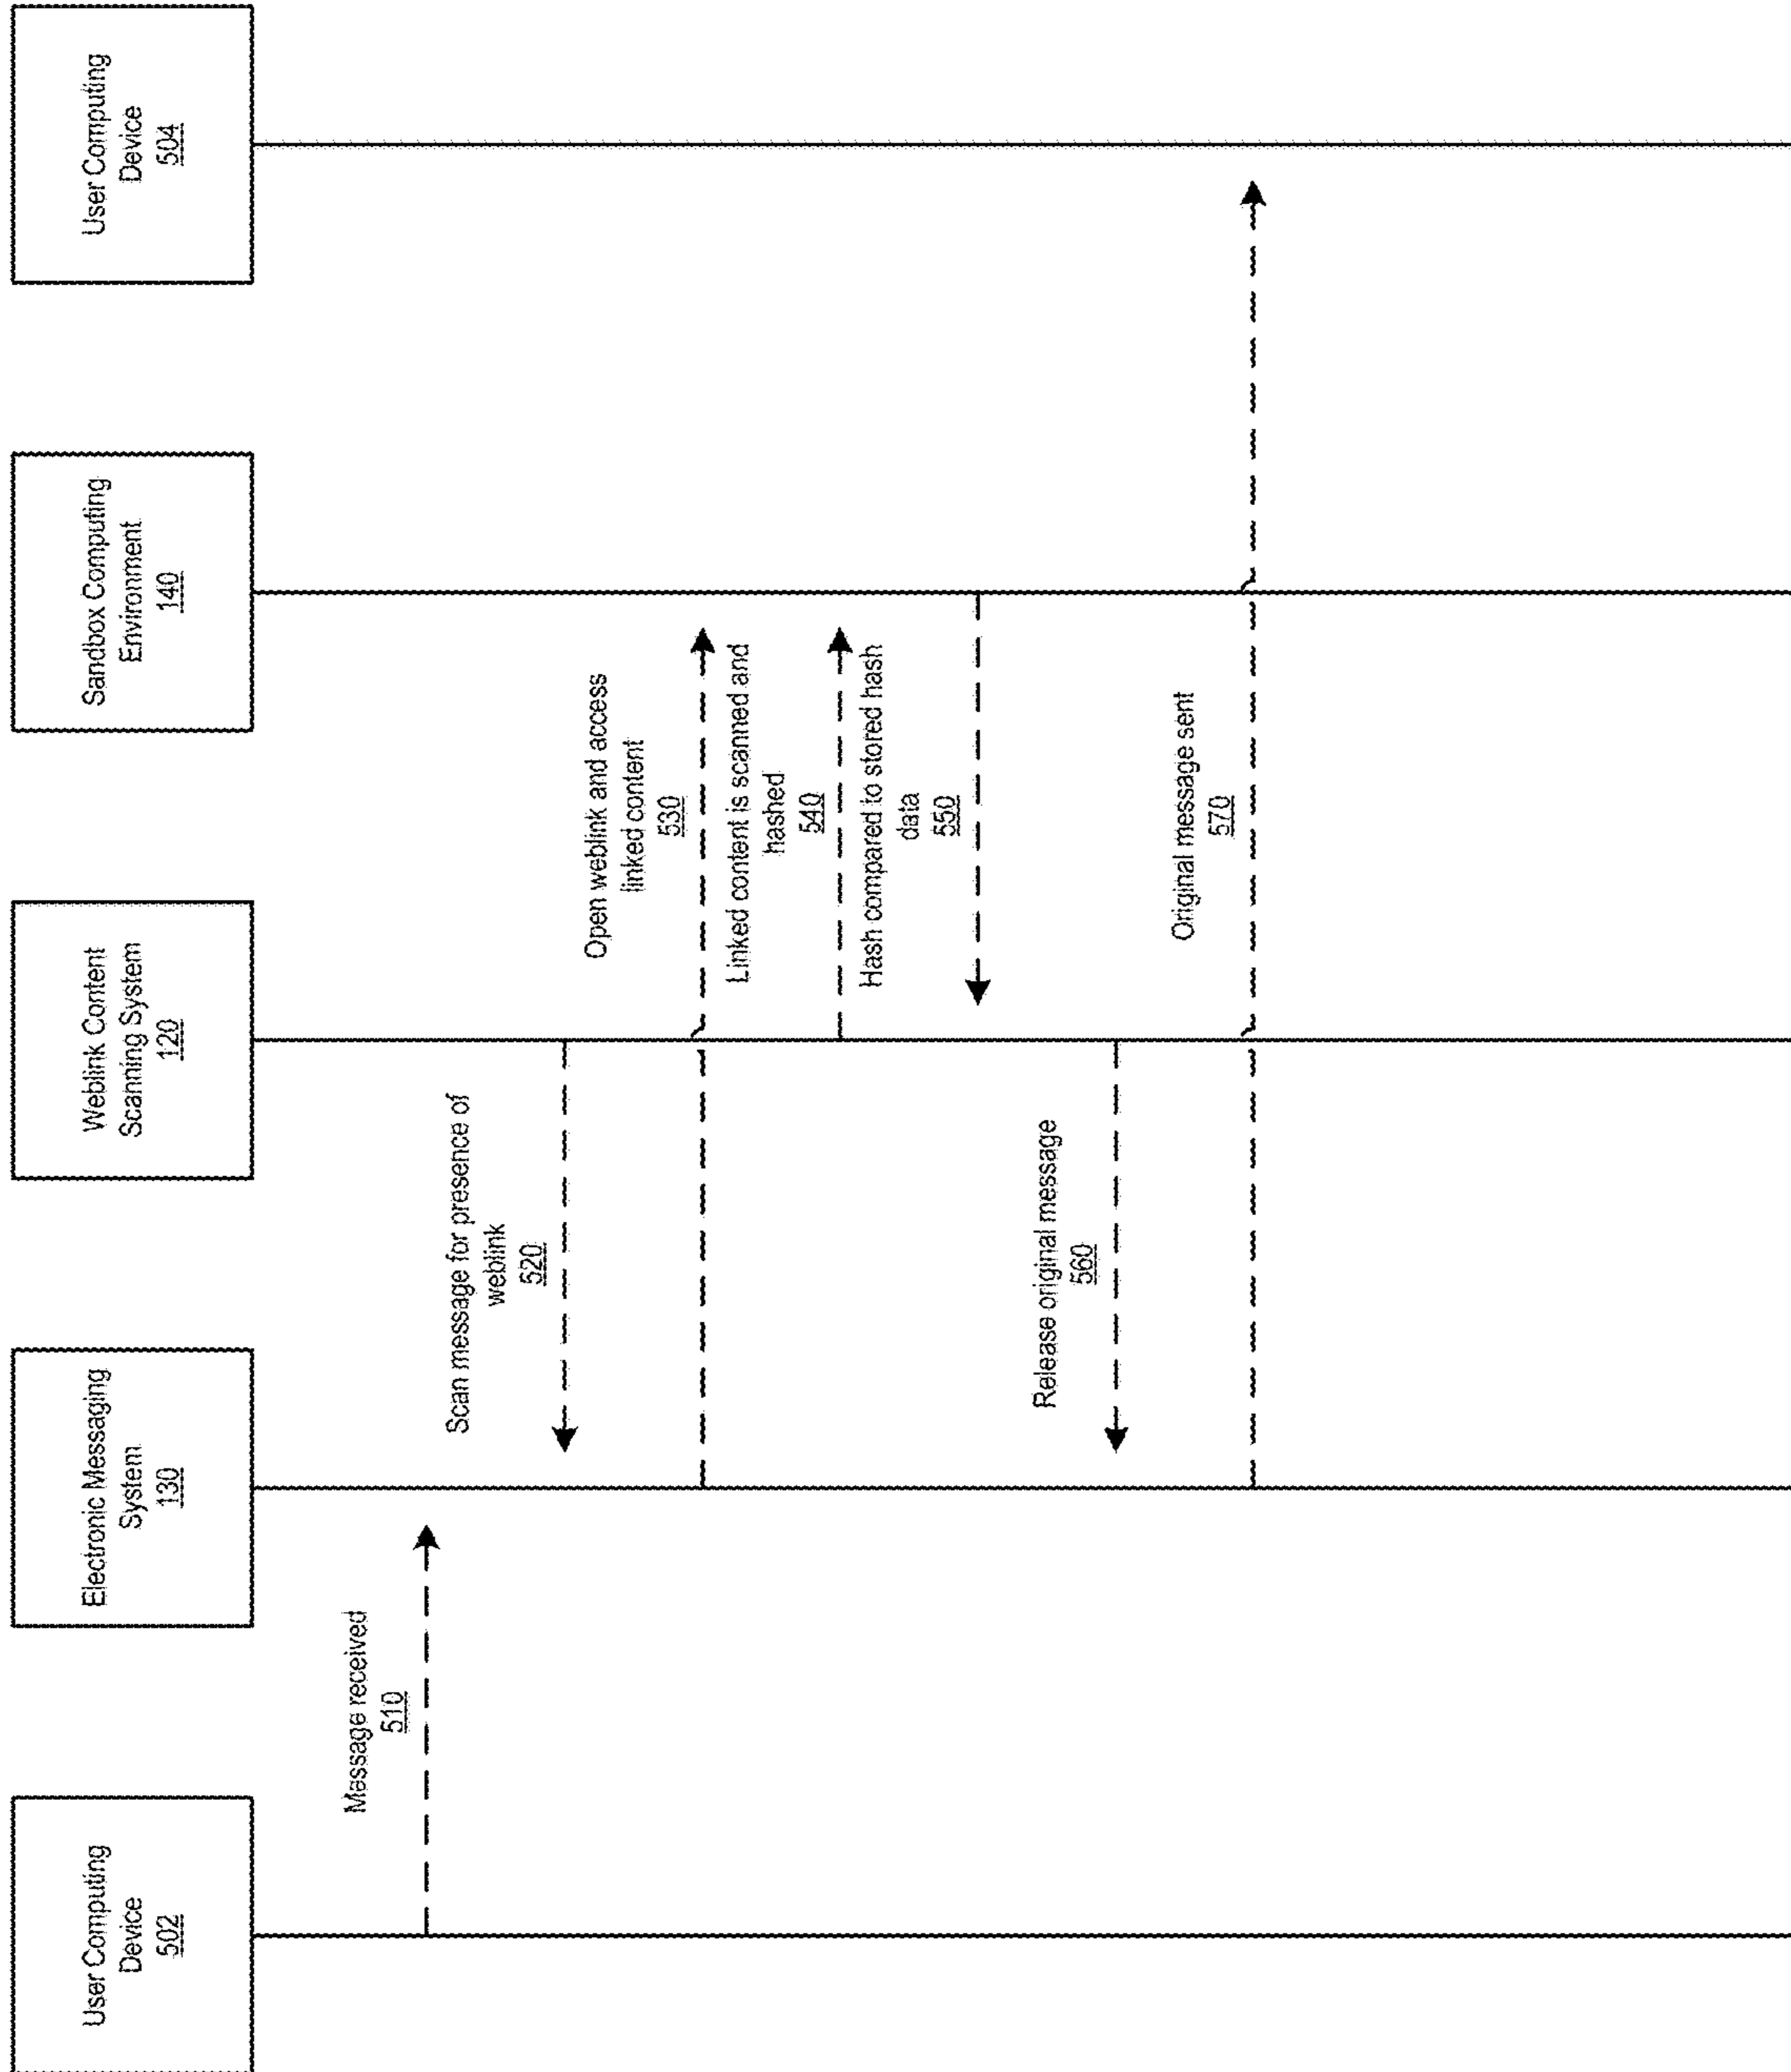 User Computing
Device
502
Electronic Messaging
System
130
Weblink Content
Scanning System
120
Sandbox Computing
Environment
140
User Computing
Device
504
Message received
510
Scan message for presence of
weblink
520
Open weblink and access
linked content
530
Linked content is scanned and
hashed
540
Hash compared to stored hash
data
550
Release original message
560
Original message sent
570